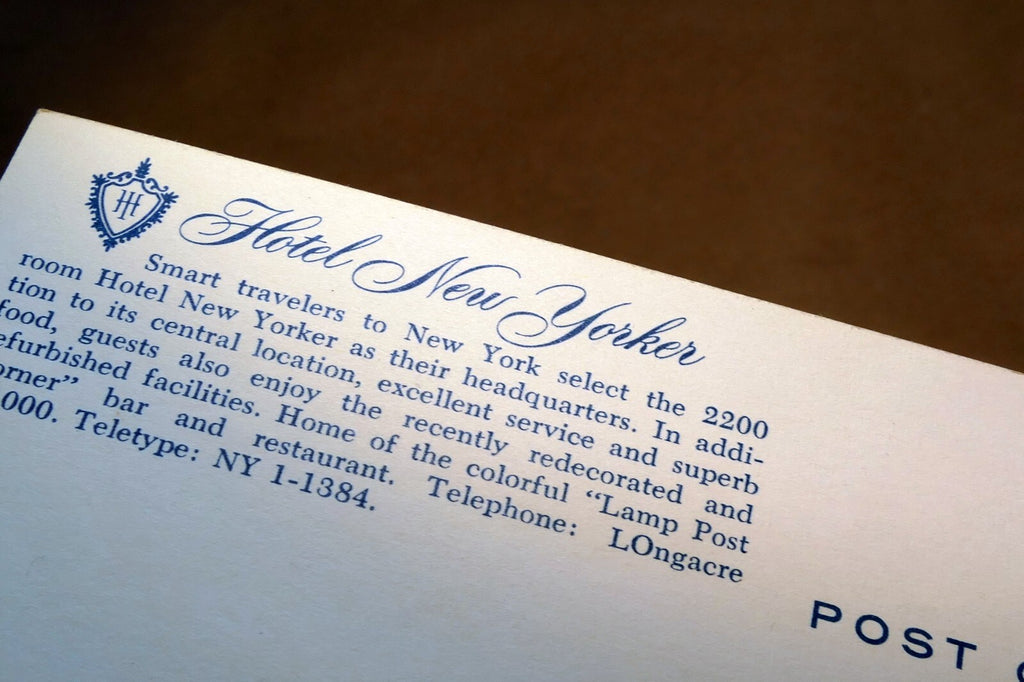 HH
Hotel New Yorker
Smart travelers to New York select the 2200
room Hotel New Yorker as their headquarters. In addi-
tion to its central location, excellent service and superb
food, guests also enjoy the recently redecorated and
efurbished facilities. Home of the colorful “Lamp Post
orner” bar and restaurant. Telephone: LOngacre
000. Teletype: NY 1-1384.
POST